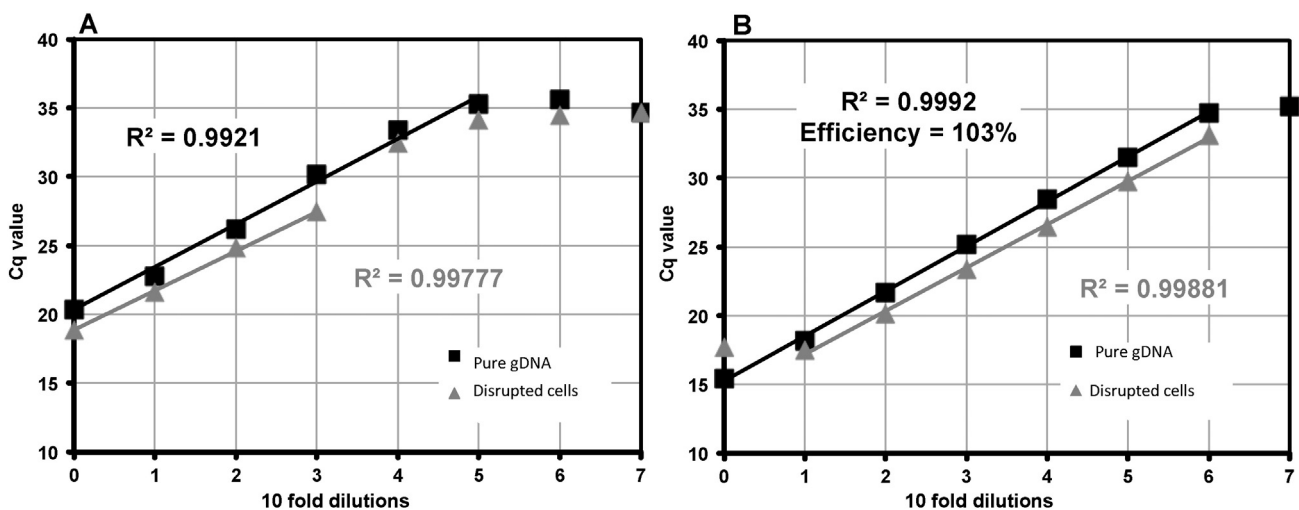 A
40
35
30
25
20
15
10
Cq value
R² = 0.9921
R² = 0.99777
Pure gDNA
Disrupted cells
0 1 2 3 4 5 6 7
10 fold dilutions
B
40
35
30
25
20
15
10
Cq value
R² = 0.9992
Efficiency = 103%
R² = 0.99881
Pure gDNA
Disrupted cells
0 1 2 3 4 5 6 7
10 fold dilutions